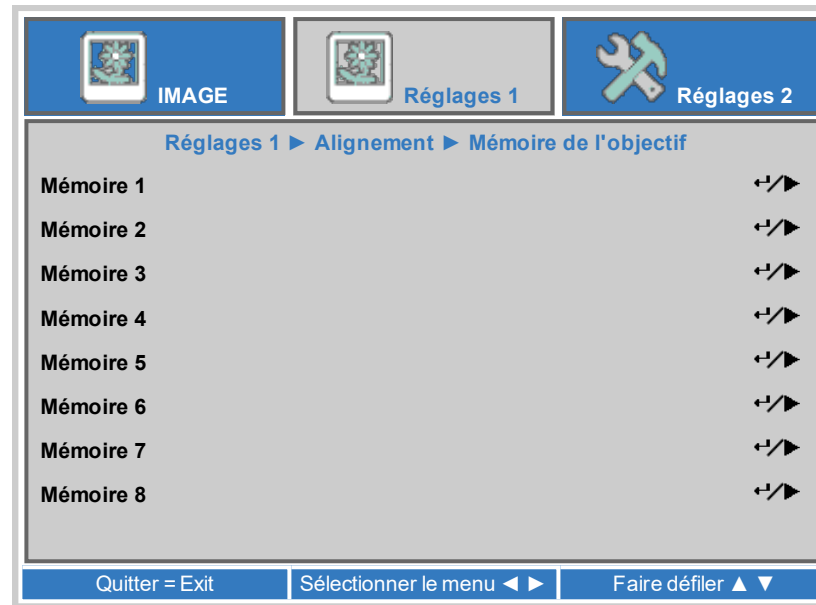 IMAGE
Réglages 1
Réglages 2
Réglages 1 ► Alignement ► Mémoire de l'objectif
Mémoire 1 ↵/►
Mémoire 2 ↵/►
Mémoire 3 ↵/►
Mémoire 4 ↵/►
Mémoire 5 ↵/►
Mémoire 6 ↵/►
Mémoire 7 ↵/►
Mémoire 8 ↵/►
Quitter = Exit
Sélectionner le menu ◄ ►
Faire défiler ▲ ▼